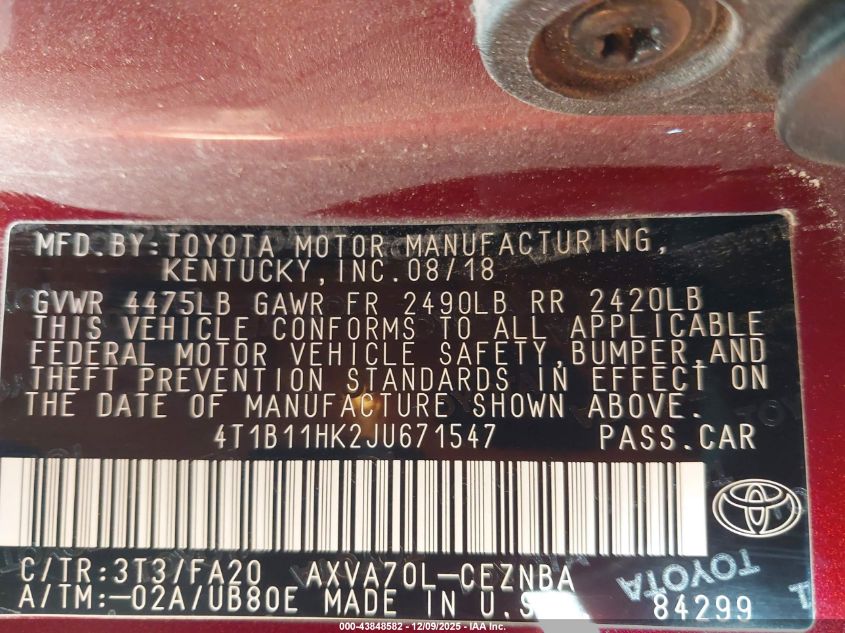 MFD.BY:TOYOTA MOTOR MANUFACTURING,
KENTUCKY,INC.08/18
GVWR 4475LB GAWR FR 2490LB RR 2420LB
THIS VEHICLE CONFORMS TO ALL APPLICABLE
FEDERAL MOTOR VEHICLE SAFETY,BUMPER,AND
THEFT PREVENTION STANDARDS IN EFFECT ON
THE DATE OF MANUFACTURE SHOWN ABOVE.
4T1B11HK2JU671547 PASS.CAR
C/TR:3T3/FA20 AXVA70L-CEZNBA
TOYOTA
A/TM:-02A/UB80E MADE IN U.S.
84299
000-43848582 - 12/09/2025 - IAA Inc.